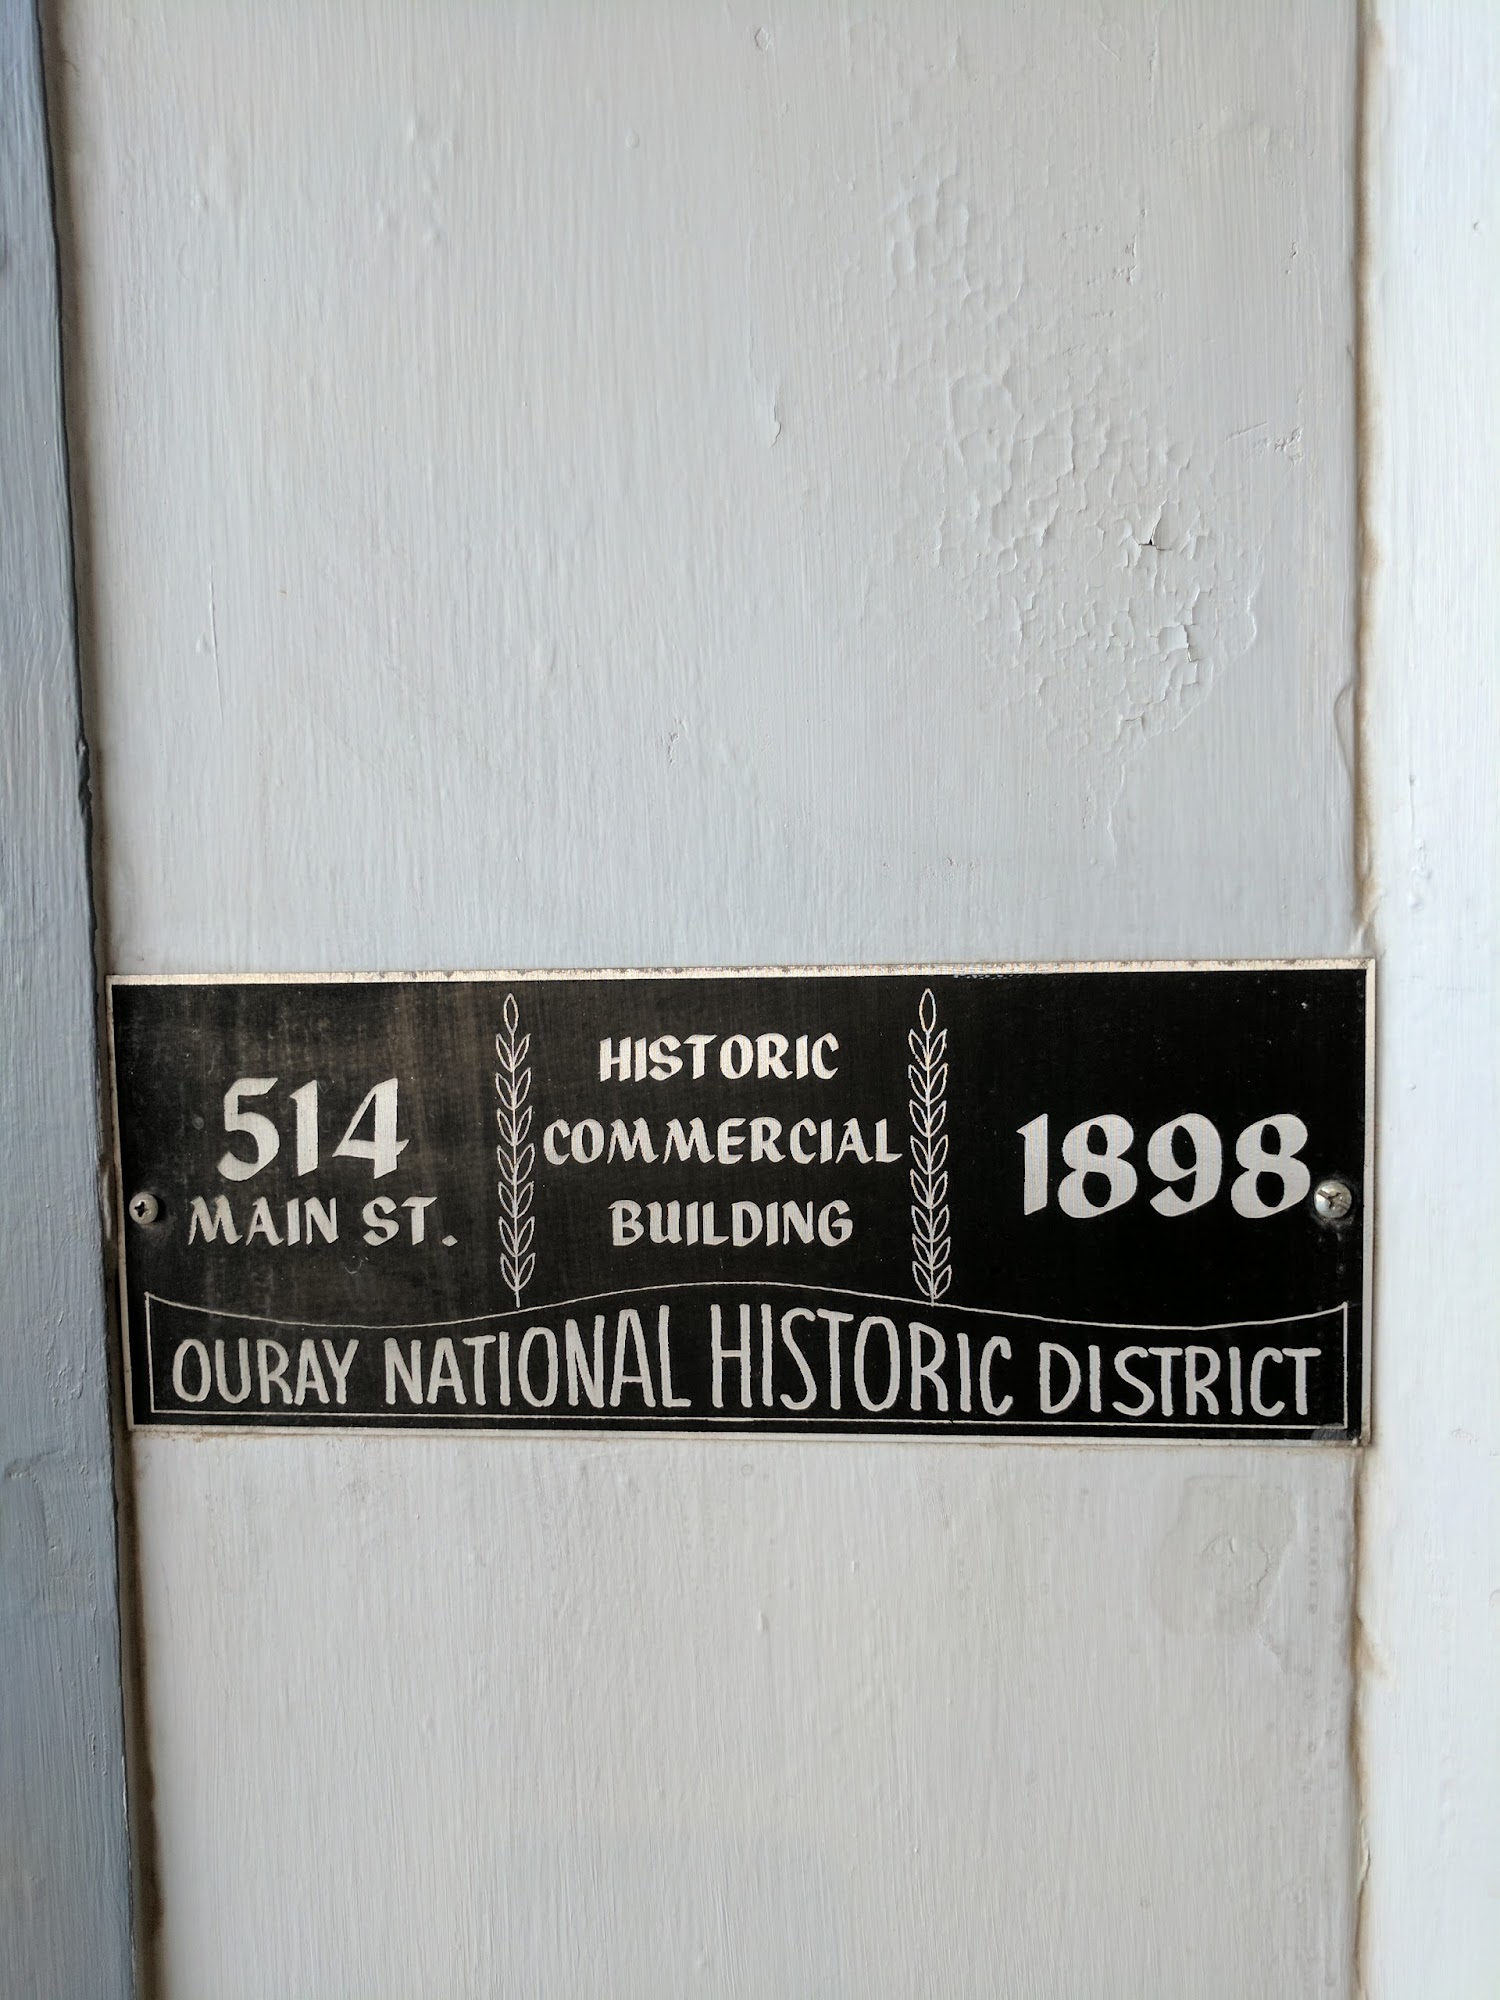 514
MAIN ST.
HISTORIC
COMMERCIAL
BUILDING
1898
OURAY NATIONAL HISTORIC DISTRICT